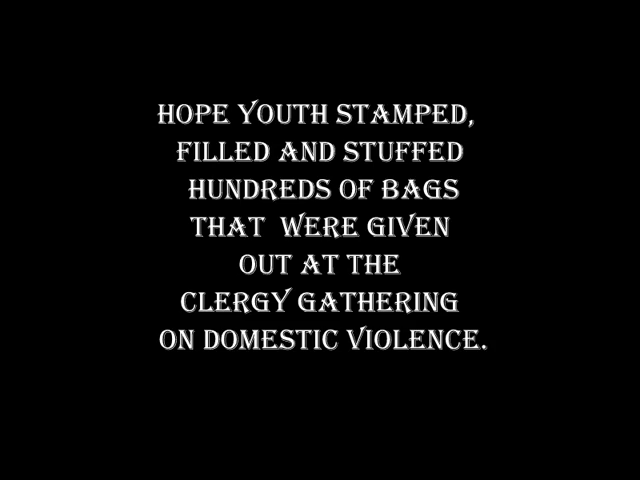 HOPE YOUTH STAMPED,
FILLED AND STUFFED
HUNDREDS OF BAGS
THAT WERE GIVEN
OUT AT THE
CLERGY GATHERING
ON DOMESTIC VIOLENCE.